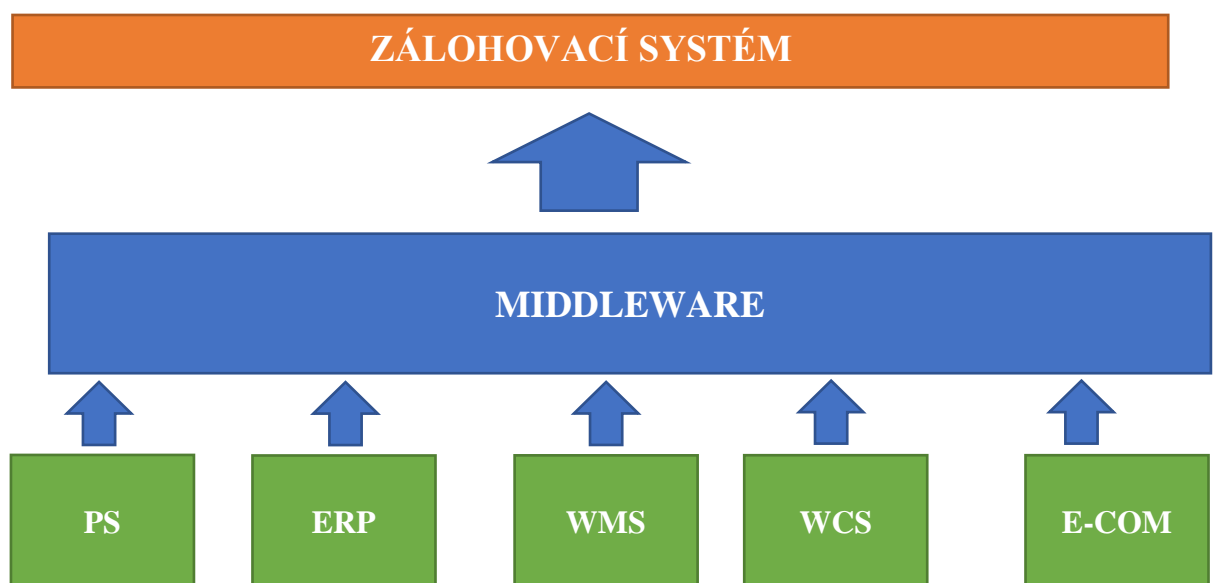 ZÁLOHOVACÍ SYSTÉM
MIDDLEWARE
PS
ERP
WMS
WCS
E-COM